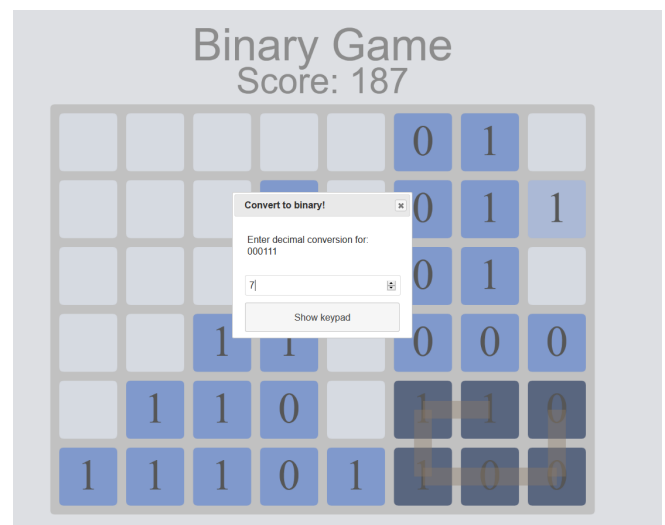 Binary Game
Score: 187
0 1
0 1 1
0 1
Convert to binary!
Enter decimal conversion for:
000111
7
Show keypad
1 1 0 0 0
1 1 0 1 1 0
1 1 1 0 1 1 0 0